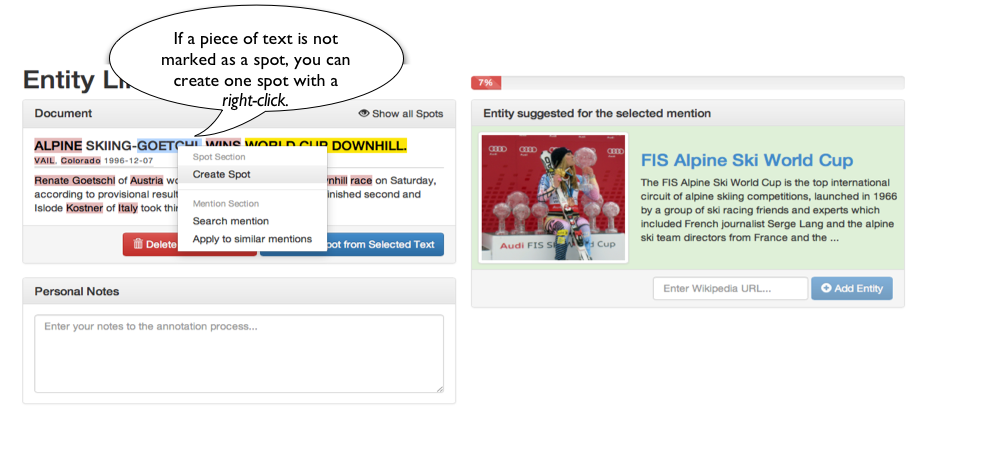 If a piece of text is not
marked as a spot, you can
create one spot with a
right-click.
Entity Li
7%
Document
Show all Spots
ALPINE SKIING-GOETCHL WINS WORLD CUP DOWNHILL.
VAIL, Colorado 1996-12-07
Spot Section
Create Spot
Mention Section
Search mention
Apply to similar mentions
Renate Goetschl of Austria wo nhill race on Saturday,
according to provisional result inished second and
Islode Kostner of Italy took thi
Delete
pot from Selected Text
Personal Notes
Enter your notes to the annotation process...
Entity suggested for the selected mention
Audi FIS Sk World Cup
FIS Alpine Ski World Cup
The FIS Alpine Ski World Cup is the top international
circuit of alpine skiing competitions, launched in 1966
by a group of ski racing friends and experts which
included French journalist Serge Lang and the alpine
ski team directors from France and the ...
Enter Wikipedia URL...
Add Entity